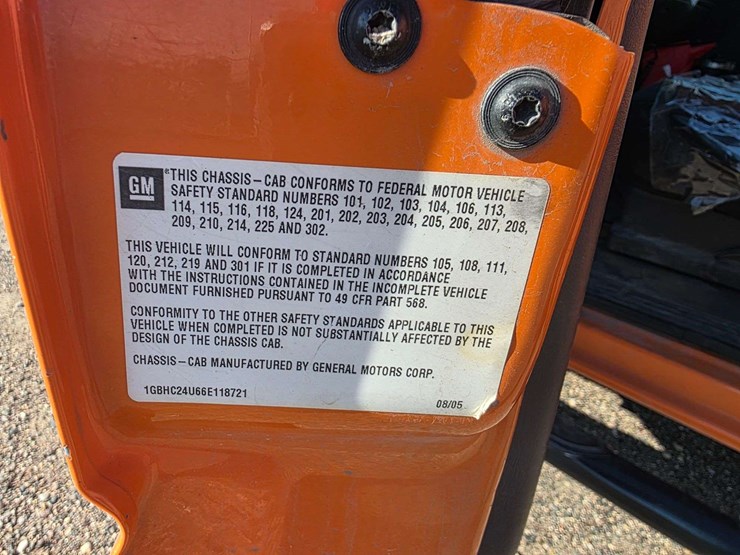 GM
"THIS CHASSIS–CAB CONFORMS TO FEDERAL MOTOR VEHICLE
SAFETY STANDARD NUMBERS 101, 102, 103, 104, 106, 113,
114, 115, 116, 118, 124, 201, 202, 203, 204, 205, 206, 207, 208,
209, 210, 214, 225 AND 302.
THIS VEHICLE WILL CONFORM TO STANDARD NUMBERS 105, 108, 111,
120, 212, 219 AND 301 IF IT IS COMPLETED IN ACCORDANCE
WITH THE INSTRUCTIONS CONTAINED IN THE INCOMPLETE VEHICLE
DOCUMENT FURNISHED PURSUANT TO 49 CFR PART 568.
CONFORMITY TO THE OTHER SAFETY STANDARDS APPLICABLE TO THIS
VEHICLE WHEN COMPLETED IS NOT SUBSTANTIALLY AFFECTED BY THE
DESIGN OF THE CHASSIS CAB.
CHASSIS–CAB MANUFACTURED BY GENERAL MOTORS CORP.
1GBHC24U66E118721
08/05